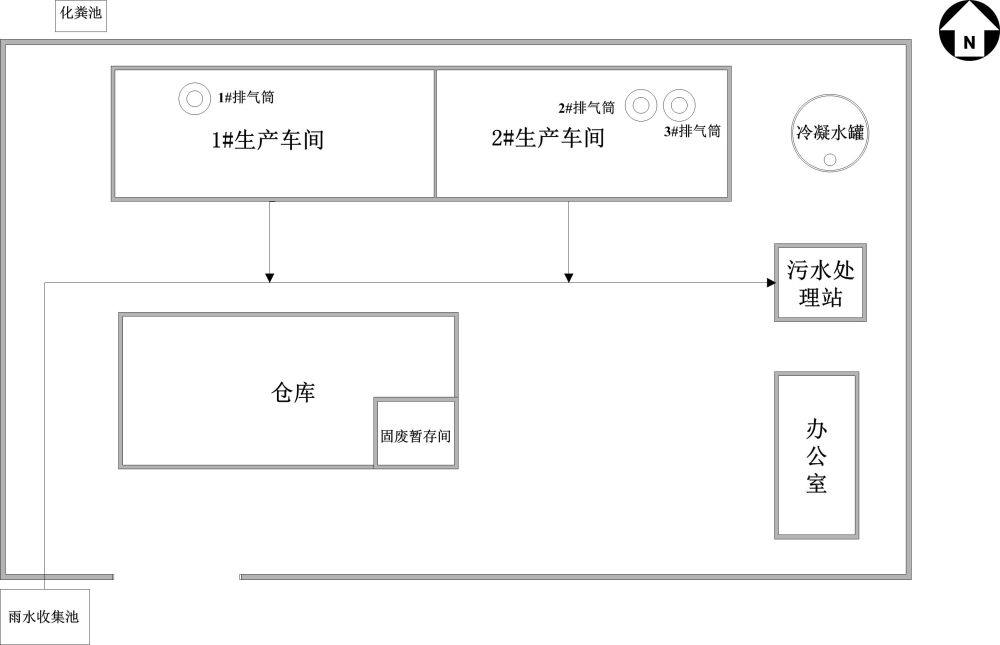 化粪池
N
1#排气筒
2#排气筒
3#排气筒
1#生产车间
2#生产车间
冷凝水罐
污水处
理站
仓库
固废暂存间
办
公
室
雨水收集池